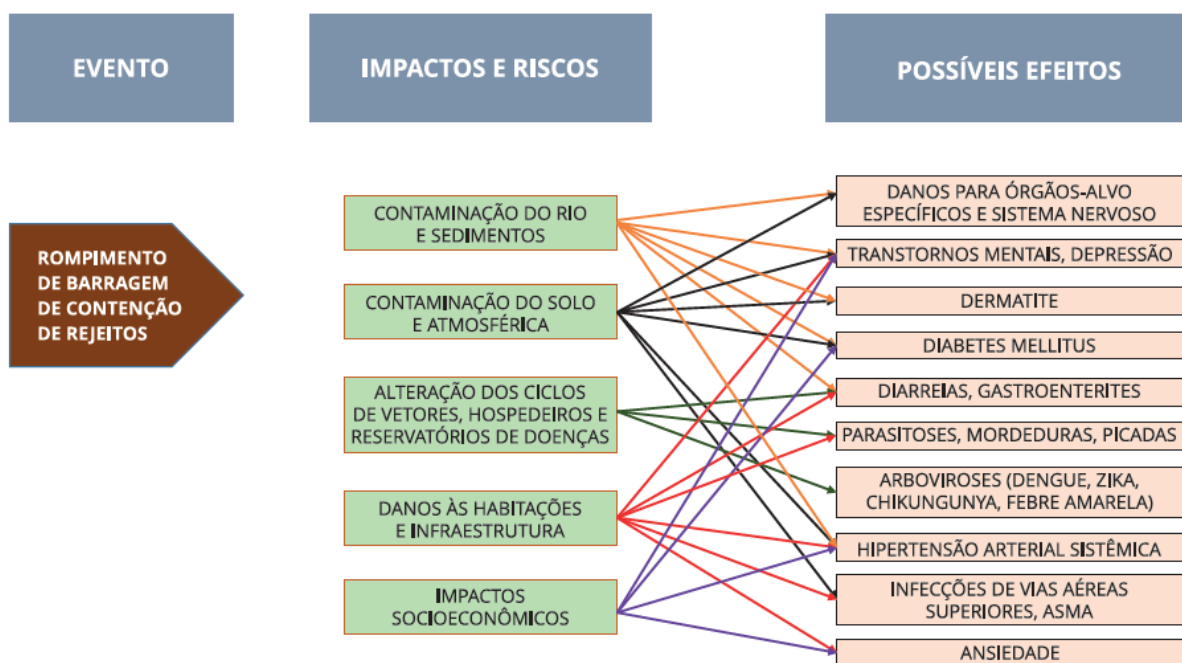 EVENTO
IMPACTOS E RISCOS
POSSÍVEIS EFEITOS
ROMPIMENTO
DE BARRAGEM
DE CONTENÇÃO
DE REJEITOS
CONTAMINAÇÃO DO RIO
E SEDIMENTOS
CONTAMINAÇÃO DO SOLO
E ATMOSFÉRICA
ALTERAÇÃO DOS CICLOS
DE VETORES, HOSPEDEIROS E
RESERVATÓRIOS DE DOENÇAS
DANOS ÀS HABITAÇÕES
E INFRAESTRUTURA
IMPACTOS
SOCIOECONÔMICOS
DANOS PARA ÓRGÃOS-ALVO
ESPECÍFICOS E SISTEMA NERVOSO
TRANSTORNOS MENTAIS, DEPRESSÃO
DERMATITE
DIABETES MELLITUS
DIARREIAS, GASTROENTERITES
PARASITOSES, MORDEDURAS, PICADAS
ARBOVIROSES (DENGUE, ZIKA,
CHIKUNGUNYA, FEBRE AMARELA)
HIPERTENSÃO ARTERIAL SISTÊMICA
INFECÇÕES DE VIAS AÉREAS
SUPERIORES, ASMA
ANSIEDADE